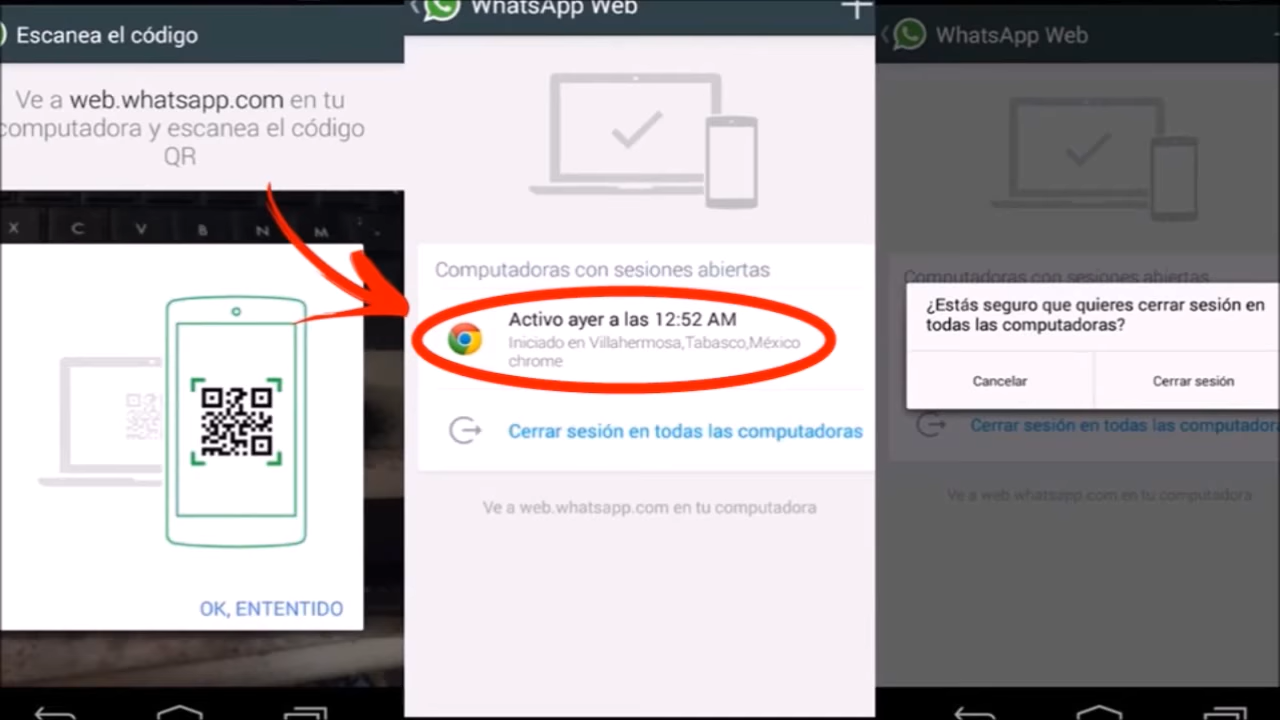 Escanea el código
Ve a web.whatsapp.com en tu
computadora y escanea el código
QR
X C V B N M
OK, ENTENTIDO
WhatsApp Web
Computadoras con sesiones abiertas
Activo ayer a las 12:52 AM
Iniciado en Villahermosa,Tabasco,México
chrome
Cerrar sesión en todas las computadoras
Ve a web.whatsapp.com en tu computadora
WhatsApp Web
Computadoras con sesiones abiertas
¿Estás seguro que quieres cerrar sesión en
todas las computadoras?
Cancelar
Cerrar sesión
Cerrar sesión en todas las computadora
Ve a web.whatsapp.com en tu computadora